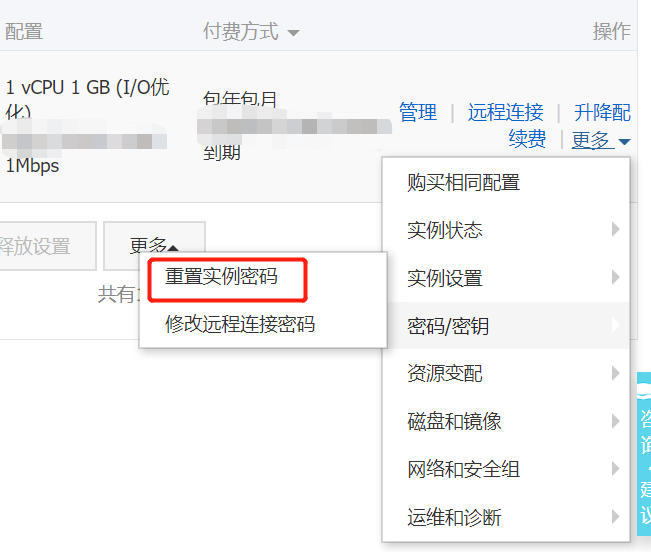 配置
付费方式
操作
1 vCPU 1 GB (I/O优
化)
1Mbps
包年包月
到期
管理
远程连接
升降配
续费
更多
购买相同配置
实例状态
实例设置
密码/密钥
资源变配
磁盘和镜像
网络和安全组
运维和诊断
释放设置
更多
共有
重置实例密码
修改远程连接密码
咨
询
·
建
议